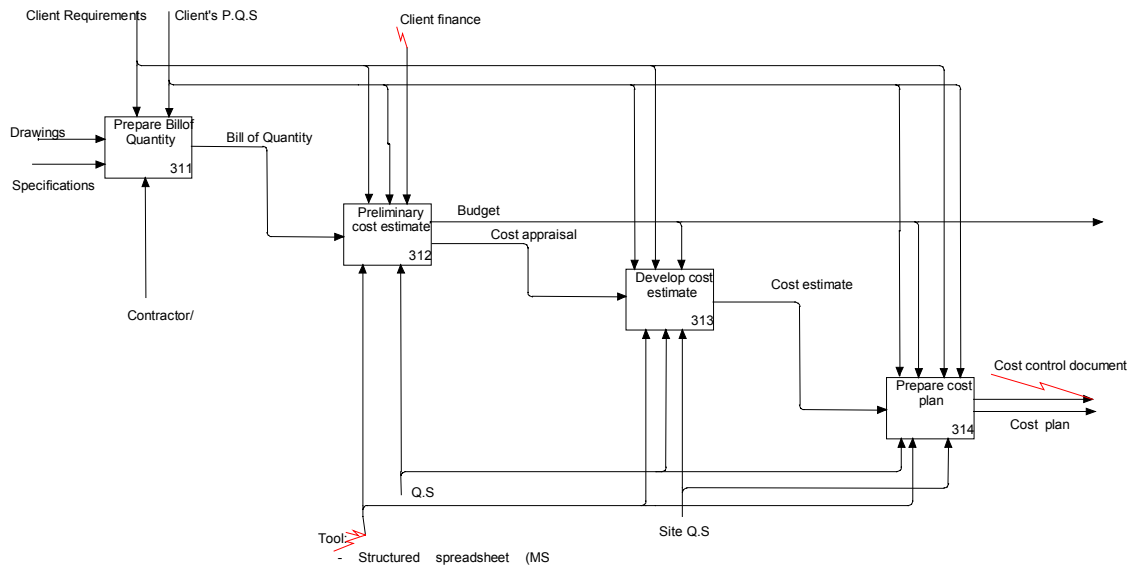 Client Requirements
Client's P.Q.S
Client finance
Prepare Billof
Quantity
311
Drawings
Specifications
Bill of Quantity
Contractor/
Preliminary
cost estimate
312
Budget
Cost appraisal
Develop cost
estimate
313
Cost estimate
Prepare cost
plan
314
Cost control document
Cost plan
Q.S
Site Q.S
Tool:
- Structured spreadsheet (MS